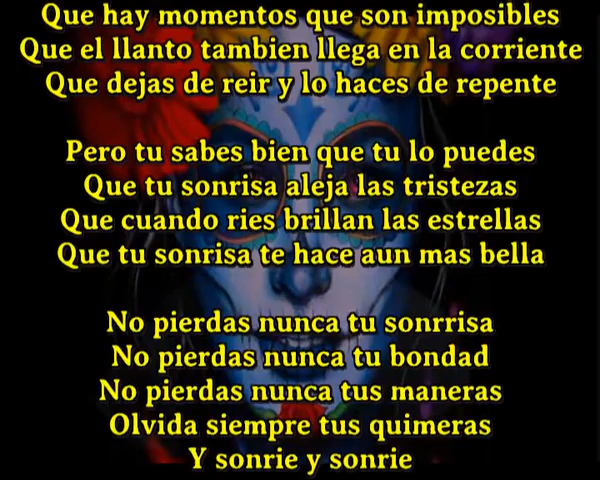 Que hay momentos que son imposibles
Que el llanto tambien llega en la corriente
Que dejas de reir y lo haces de repente
Pero tu sabes bien que tu lo puedes
Que tu sonrisa aleja las tristezas
Que cuando ries brillan las estrellas
Que tu sonrisa te hace aun mas bella
No pierdas nunca tu sonrrisa
No pierdas nunca tu bondad
No pierdas nunca tus maneras
Olvida siempre tus quimeras
Y sonrie y sonrie